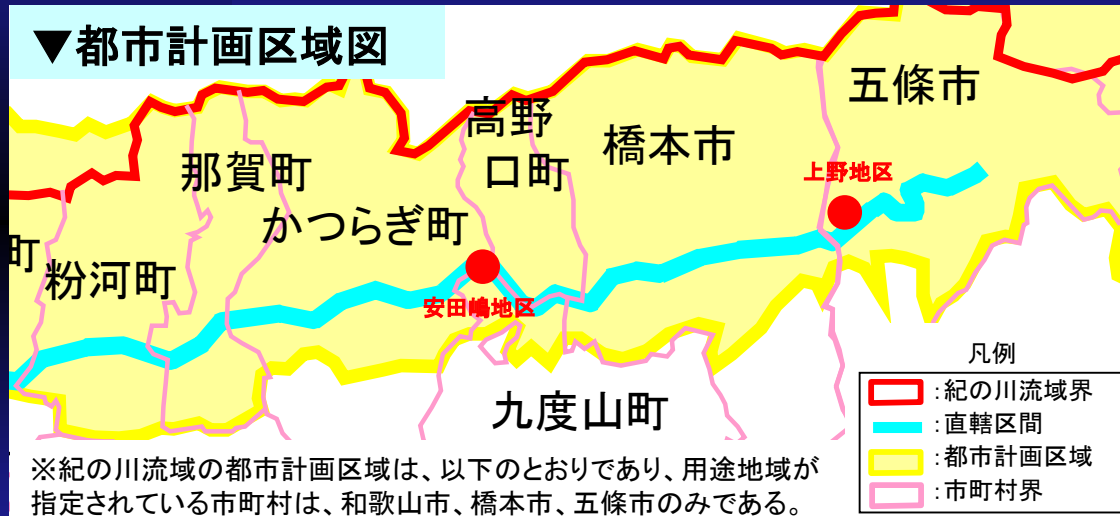 ▼都市計画区域図
五條市
高野
口町
橋本市
那賀町
上野地区
かつらぎ町
町
粉河町
安田嶋地区
九度山町
凡例
:紀の川流域界
:直轄区間
:都市計画区域
:市町村界
※紀の川流域の都市計画区域は、以下のとおりであり、用途地域が
指定されている市町村は、和歌山市、橋本市、五條市のみである。